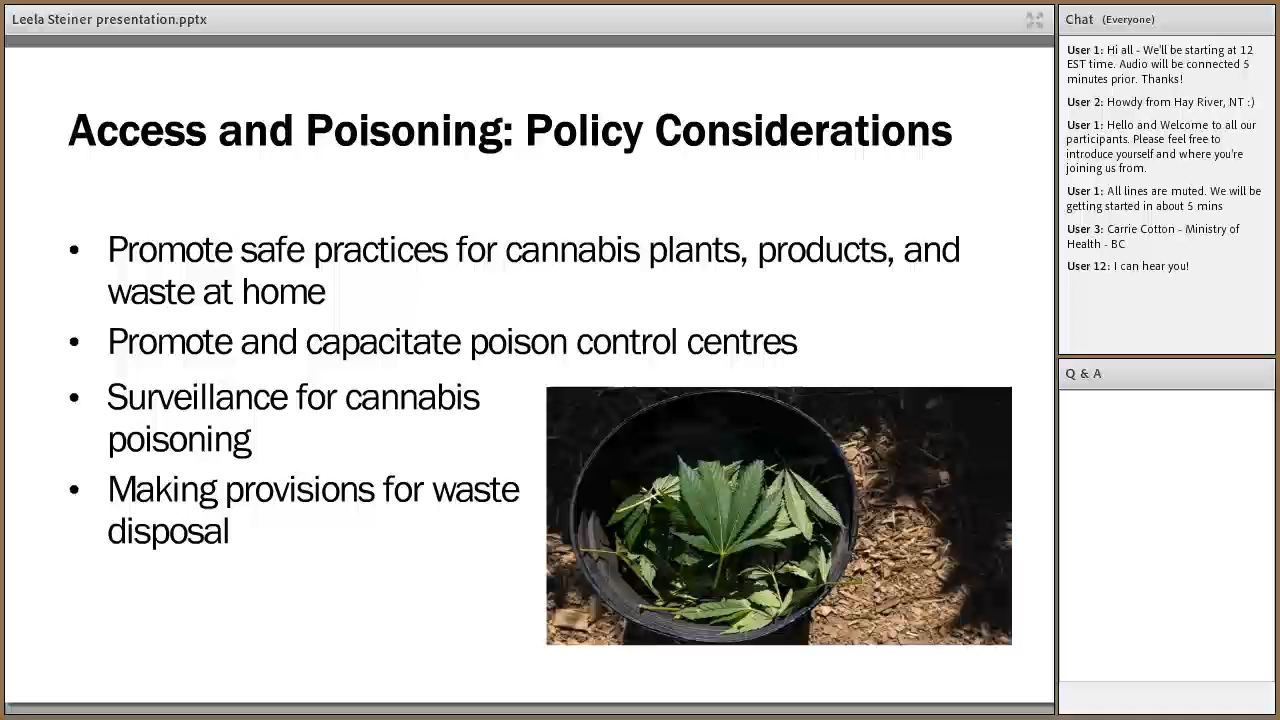 Leela Steiner presentation.pptx
Access and Poisoning: Policy Considerations
• Promote safe practices for cannabis plants, products, and
waste at home
• Promote and capacitate poison control centres
• Surveillance for cannabis
poisoning
• Making provisions for waste
disposal
Chat (Everyone)
User 1: Hi all - We'll be starting at 12
EST time. Audio will be connected 5
minutes prior. Thanks!
User 2: Howdy from Hay River, NT :)
User 1: Hello and Welcome to all our
participants. Please feel free to
introduce yourself and where you're
joining us from.
User 1: All lines are muted. We will be
getting started in about 5 mins
User 3: Carrie Cotton - Ministry of
Health - BC
User 12: I can hear you!
Q & A